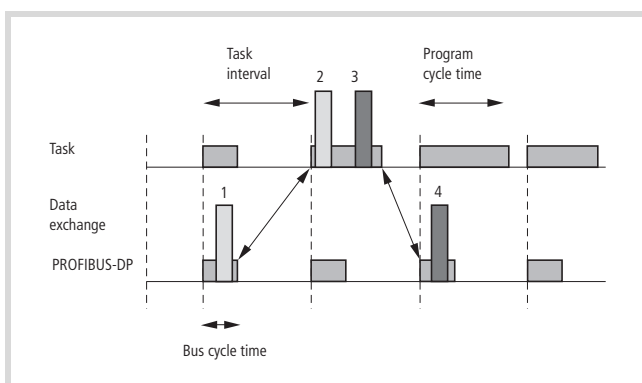 Task
interval
Program
cycle time
2
3
Task
1
4
Data
exchange
PROFIBUS-DP
Bus cycle time